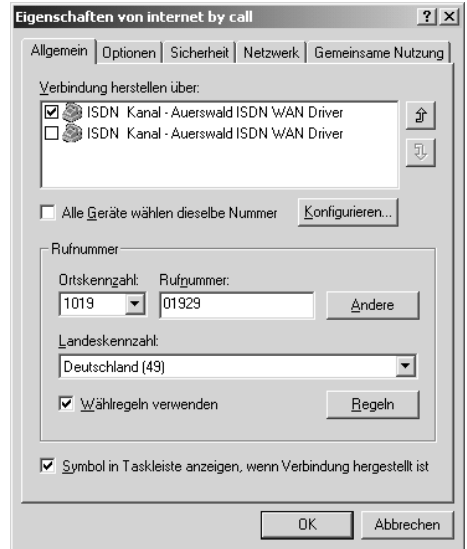 Eigenschaften von internet by call
Allgemein Optionen Sicherheit Netzwerk Gemeinsame Nutzung
Verbindung herstellen über:
ISDN Kanal - Auerswald ISDN WAN Driver
ISDN Kanal - Auerswald ISDN WAN Driver
Alle Geräte wählen dieselbe Nummer Konfigurieren...
Rufnummer
Ortskennzahl: Rufnummer:
1019 01929 Andere
Landeskennzahl:
Deutschland (49)
Wählregeln verwenden Regeln
Symbol in Taskleiste anzeigen, wenn Verbindung hergestellt ist
OK Abbrechen